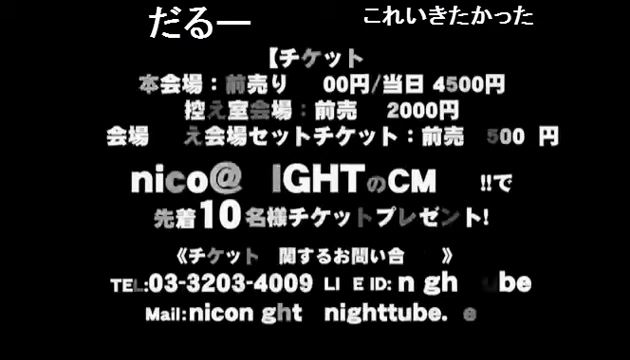 だるー これいきたかった
【チケット
本会場：前売り 00円/当日 4500円
控え室会場：前売 2000円
会場 え会場セットチケット：前売 500 円
nico@ IGHTのCM !!で
先着10名様チケットプレゼント!
《チケット 関するお問い合 》
TEL:03-3203-4009 LI E ID: n gh be
Mail:nicon ght nighttube. e